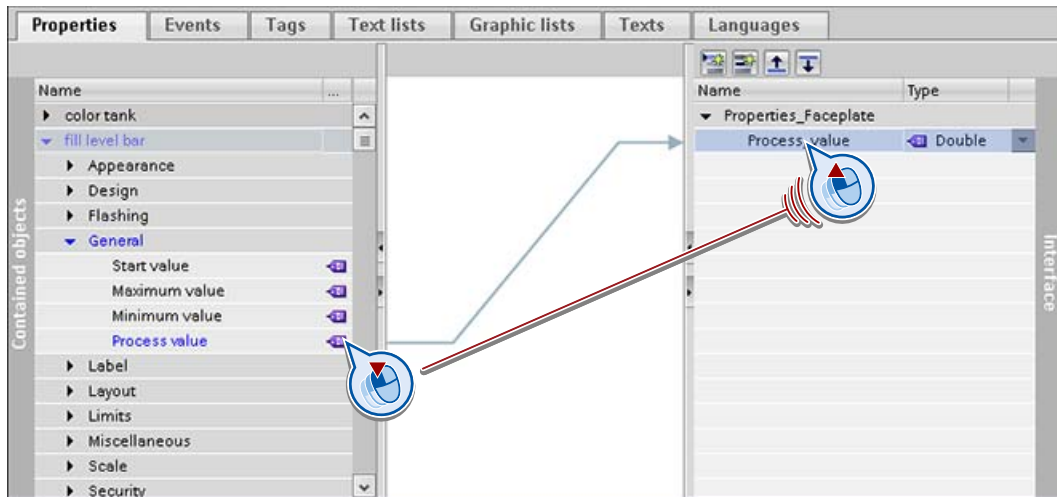 Properties Events Tags Text lists Graphic lists Texts Languages
Contained objects
Name ...
color tank
fill level bar
Appearance
Design
Flashing
General
Start value
Maximum value
Minimum value
Process value
Label
Layout
Limits
Miscellaneous
Scale
Security
Name Type
Properties_Faceplate
Process_value Double
Interface